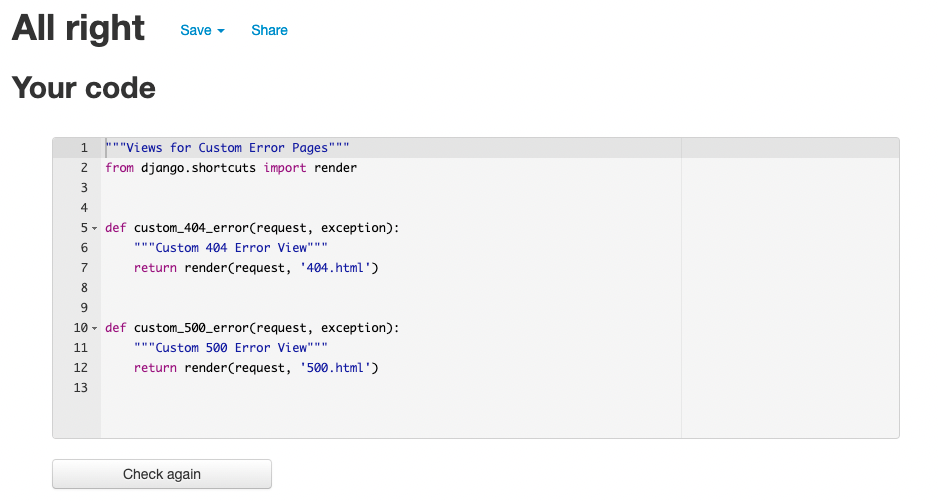 All right Save Share
Your code
1 """Views for Custom Error Pages"""
2 from django.shortcuts import render
3
4
5 def custom_404_error(request, exception):
6     """Custom 404 Error View"""
7     return render(request, '404.html')
8
9
10 def custom_500_error(request, exception):
11     """Custom 500 Error View"""
12     return render(request, '500.html')
13
Check again